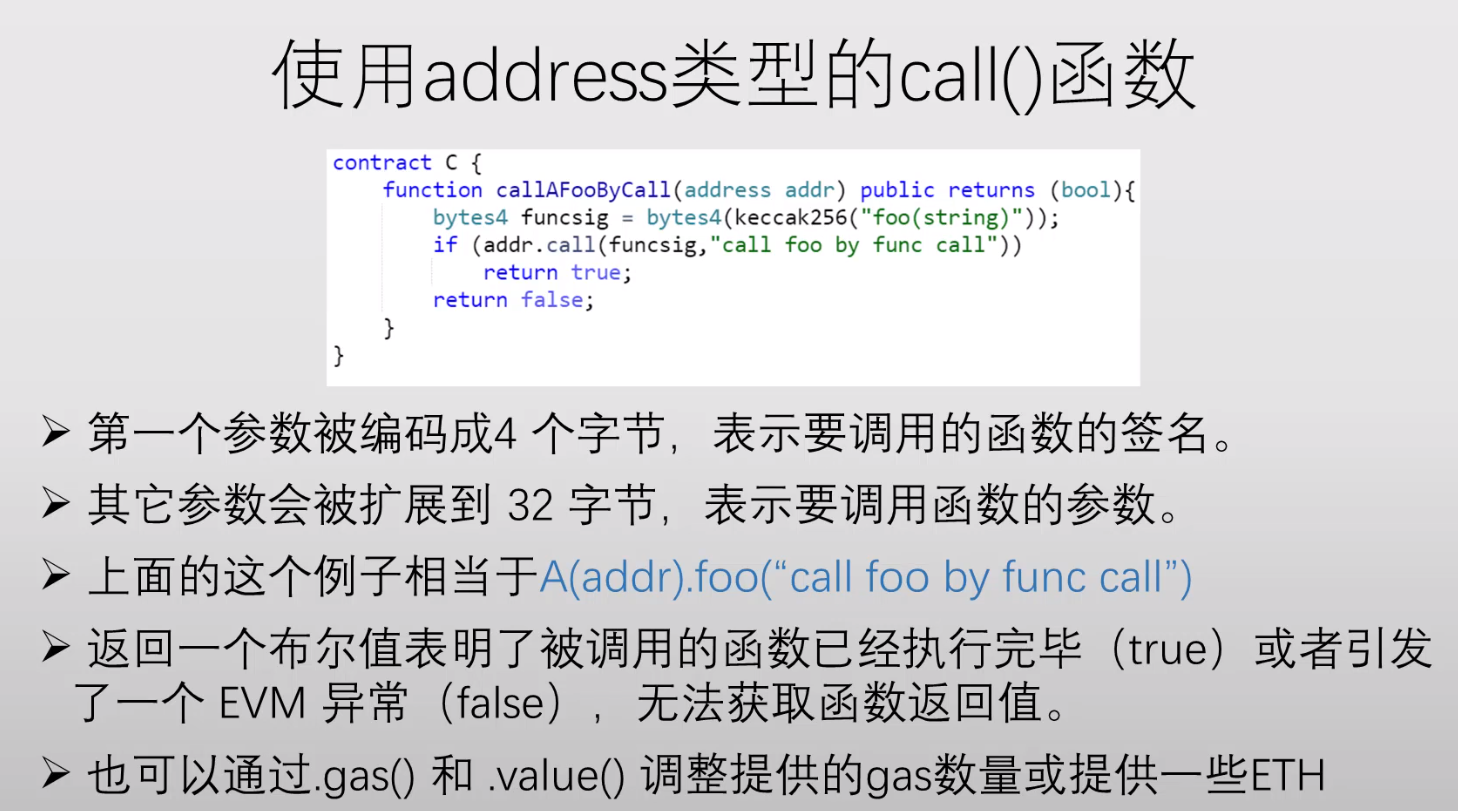 使用address类型的call()函数
contract C {
function callAFooByCall(address addr) public returns (bool){
bytes4 funcsig = bytes4(keccak256("foo(string)"));
if (addr.call(funcsig,"call foo by func call"))
return true;
return false;
}
}
➢ 第一个参数被编码成4 个字节，表示要调用的函数的签名。
➢ 其它参数会被扩展到 32 字节，表示要调用函数的参数。
➢ 上面的这个例子相当于A(addr).foo(“call foo by func call”)
➢ 返回一个布尔值表明了被调用的函数已经执行完毕（true）或者引发
了一个 EVM 异常（false），无法获取函数返回值。
➢ 也可以通过.gas() 和 .value() 调整提供的gas数量或提供一些ETH